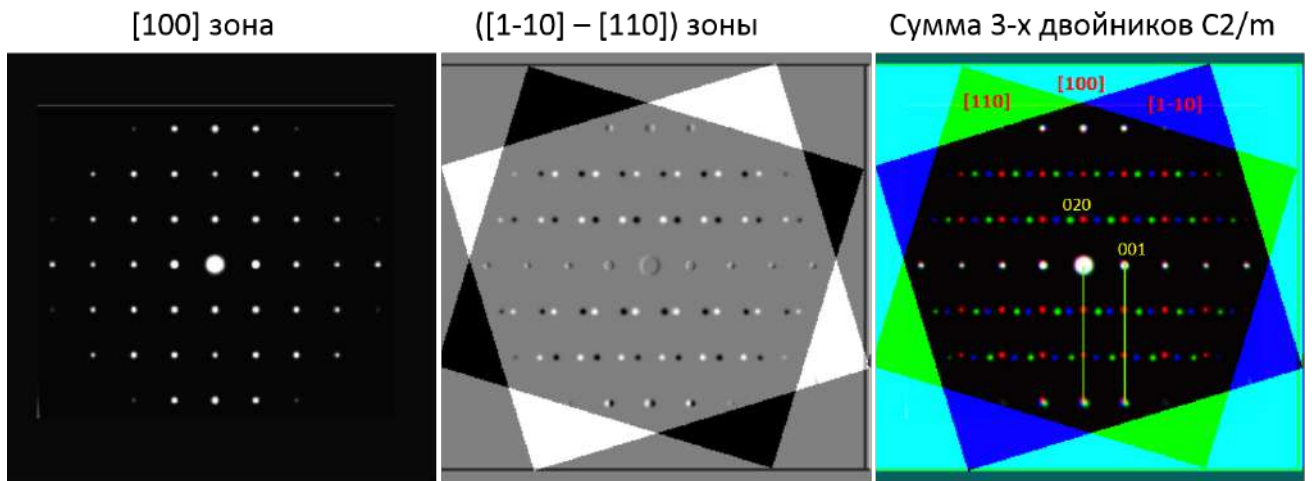 [100] зона
([1-10] – [110]) зоны
Сумма 3-х двойников C2/m
[110]
[100]
[1-10]
020
001